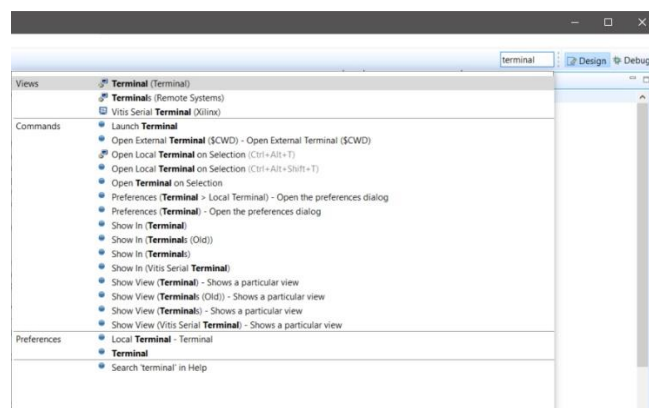 terminal
Design
Debug
Views
Terminal (Terminal)
Terminals (Remote Systems)
Vitis Serial Terminal (Xilinx)
Commands
Launch Terminal
Open External Terminal ($CWD) - Open External Terminal ($CWD)
Open Local Terminal on Selection (Ctrl+Alt+T)
Open Local Terminal on Selection (Ctrl+Alt+Shift+T)
Open Terminal on Selection
Preferences (Terminal > Local Terminal) - Open the preferences dialog
Preferences (Terminal) - Open the preferences dialog
Show In (Terminal)
Show In (Terminals (Old))
Show In (Terminals)
Show In (Vitis Serial Terminal)
Show View (Terminal) - Shows a particular view
Show View (Terminals (Old)) - Shows a particular view
Show View (Terminals) - Shows a particular view
Show View (Vitis Serial Terminal) - Shows a particular view
Preferences
Local Terminal - Terminal
Terminal
Search 'terminal' in Help